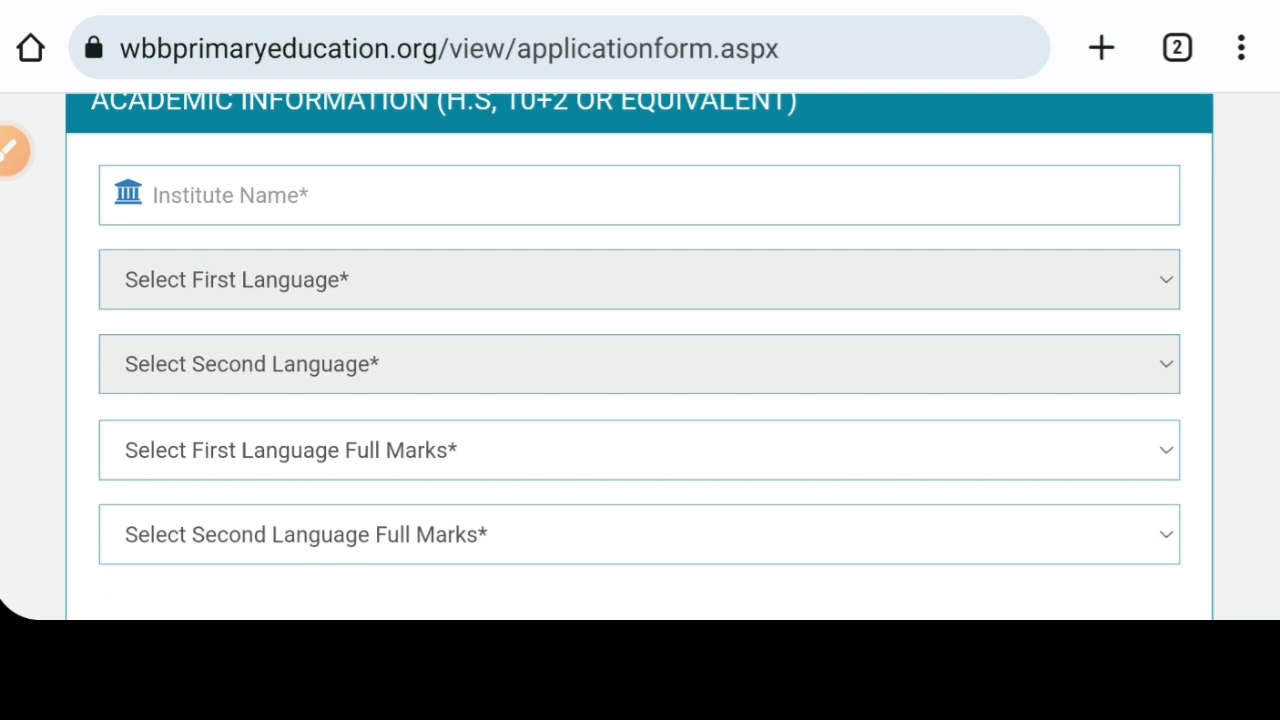 wbbprimaryeducation.org/view/applicationform.aspx
2
ACADEMIC INFORMATION (H.S, 10+2 OR EQUIVALENT)
Institute Name*
Select First Language*
Select Second Language*
Select First Language Full Marks*
Select Second Language Full Marks*